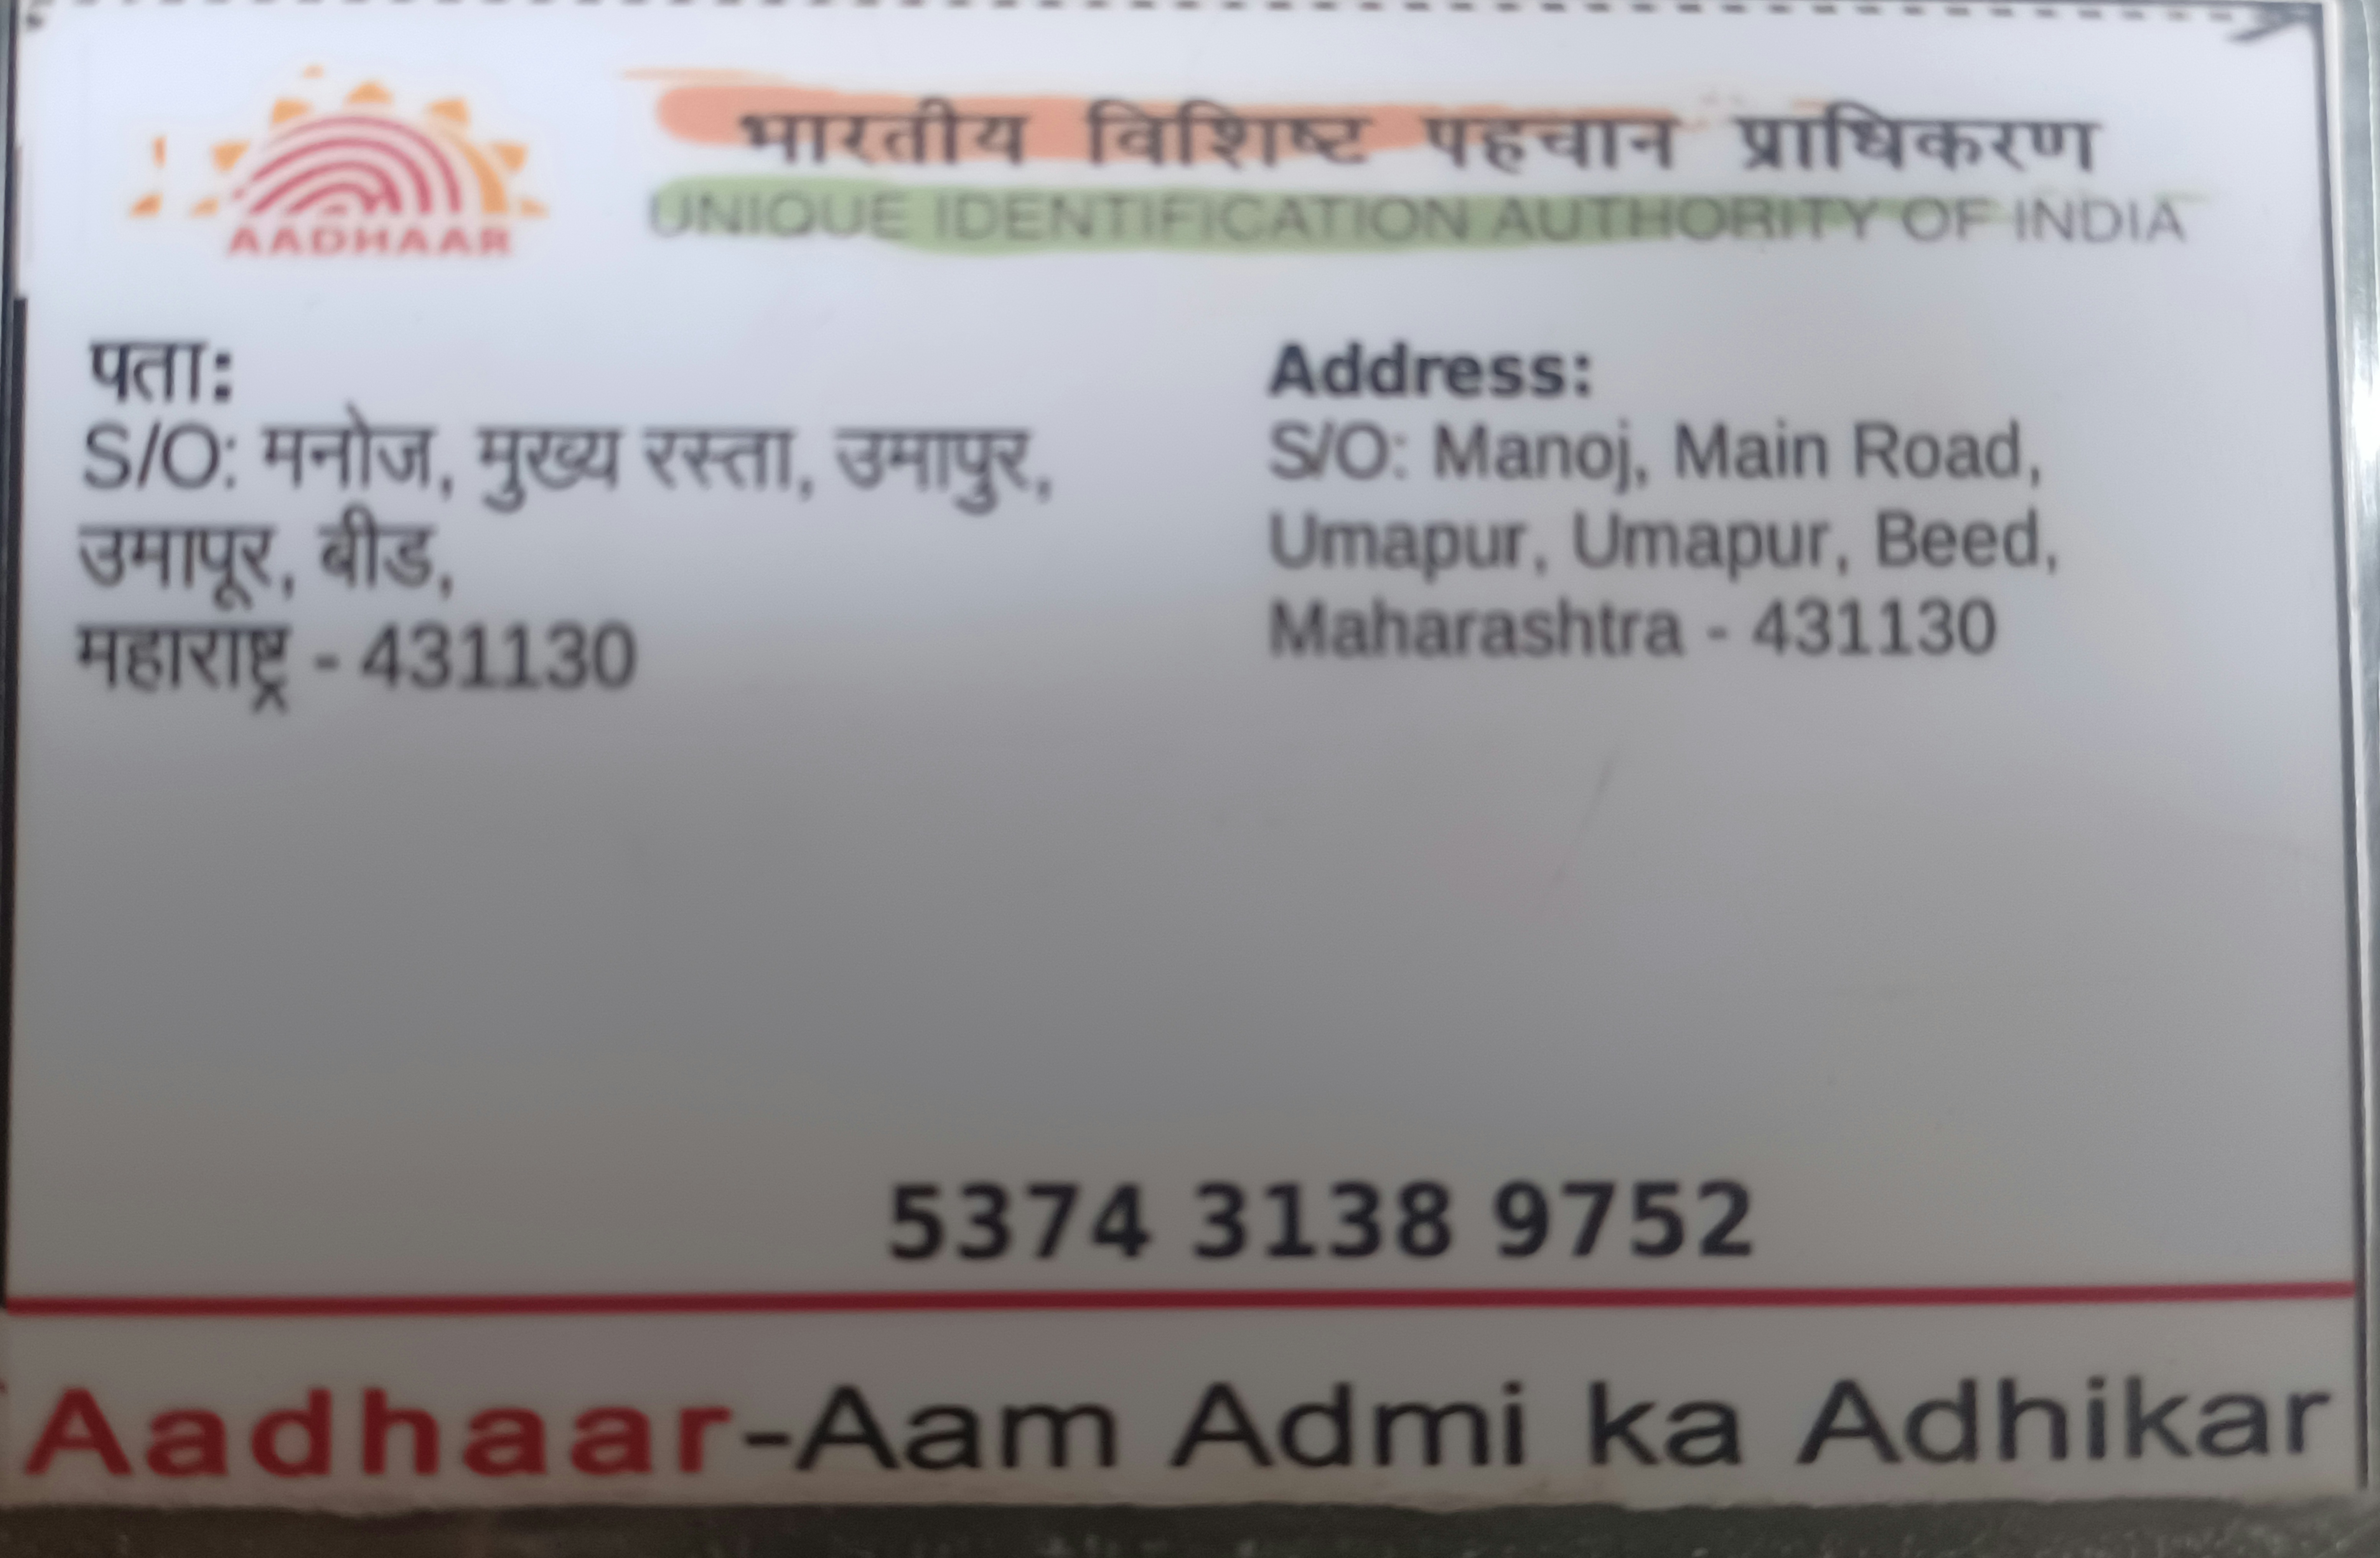 AADHAAR
भारतीय विशिष्ट पहचान प्राधिकरण
UNIQUE IDENTIFICATION AUTHORITY OF INDIA
पता:
S/O: मनोज, मुख्य रस्ता, उमापुर,
उमापूर, बीड,
महाराष्ट्र - 431130
Address:
S/O: Manoj, Main Road,
Umapur, Umapur, Beed,
Maharashtra - 431130
5374 3138 9752
Aadhaar-Aam Admi ka Adhikar